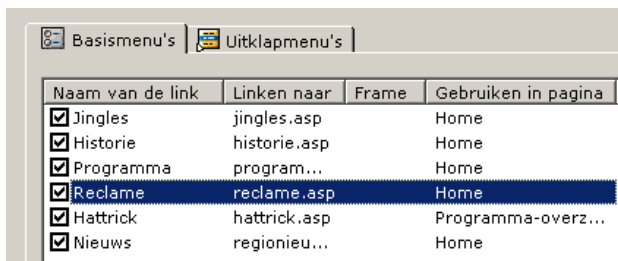 Basismenu's Uitklapmenu's
Naam van de link Linken naar Frame Gebruiken in pagina
Jingles jingles.asp Home
Historie historie.asp Home
Programma program... Home
Reclame reclame.asp Home
Hattrick hattrick.asp Programma-overz...
Nieuws regionieu... Home